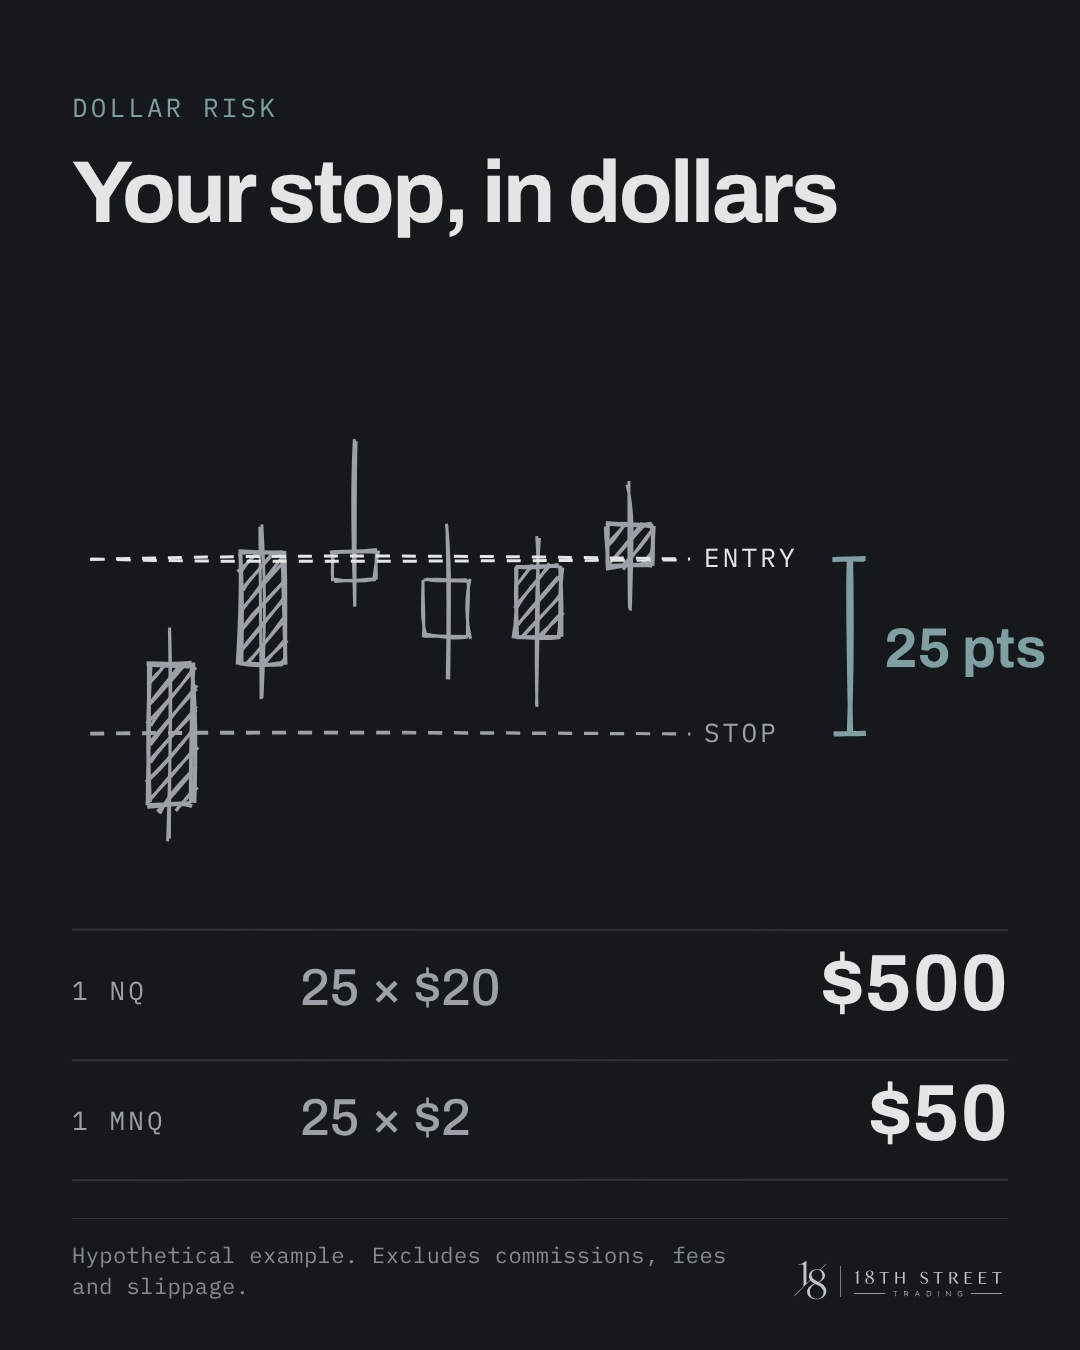 DOLLAR RISK
Your stop, in dollars
ENTRY
25 pts
STOP
1 NQ 25 × $20 $500
1 MNQ 25 × $2 $50
Hypothetical example. Excludes commissions, fees
and slippage.
18 18TH STREET
TRADING